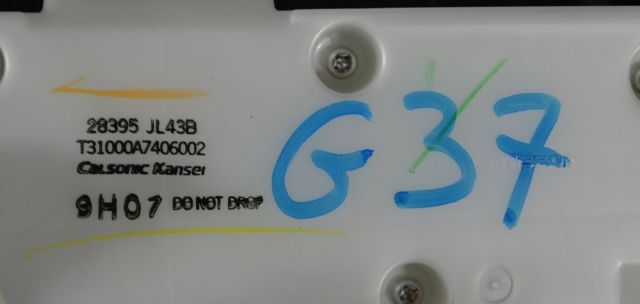 28395 JL43B
T31000A7406002
Calsonic Kansei
9H07 DO NOT DROP
G37